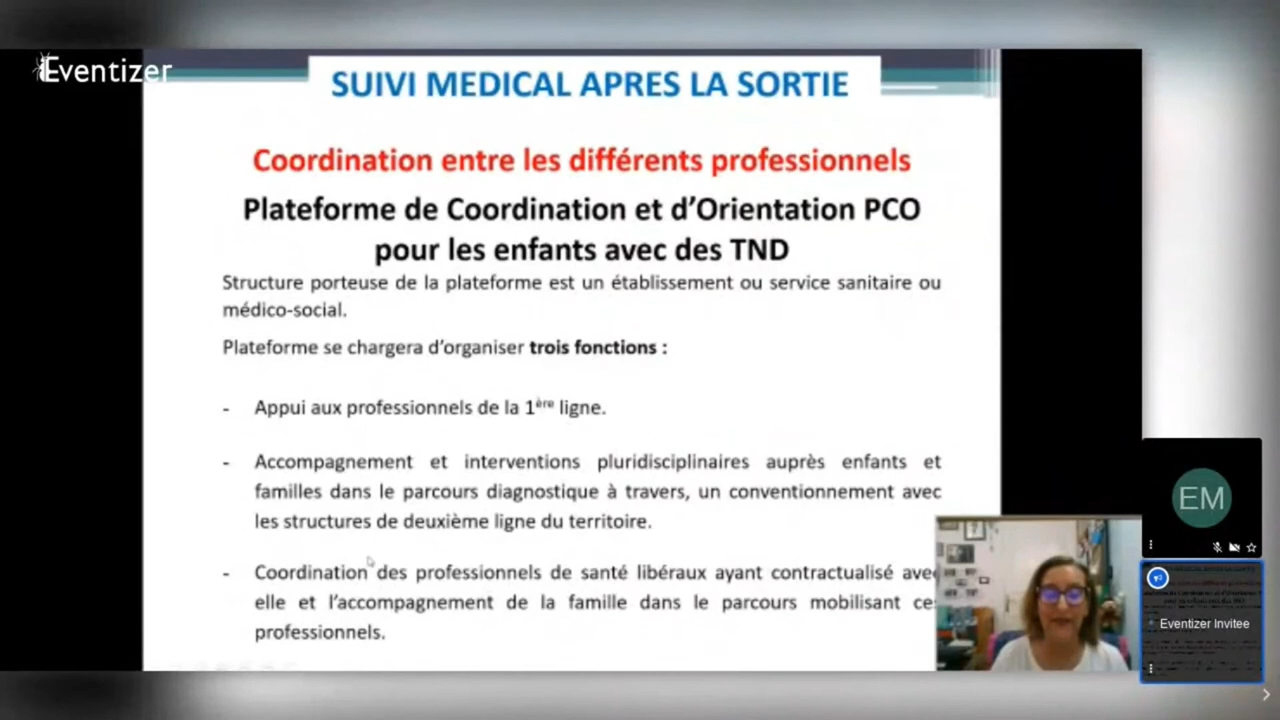 Eventizer
SUIVI MEDICAL APRES LA SORTIE
Coordination entre les différents professionnels
Plateforme de Coordination et d’Orientation PCO
pour les enfants avec des TND
Structure porteuse de la plateforme est un établissement ou service sanitaire ou
médico-social.
Plateforme se chargera d’organiser trois fonctions :
- Appui aux professionnels de la 1ère ligne.
- Accompagnement et interventions pluridisciplinaires auprès enfants et
familles dans le parcours diagnostique à travers, un conventionnement avec
les structures de deuxième ligne du territoire.
- Coordination des professionnels de santé libéraux ayant contractualisé avec
elle et l’accompagnement de la famille dans le parcours mobilisant ces
professionnels.
EM
Eventizer Invitee